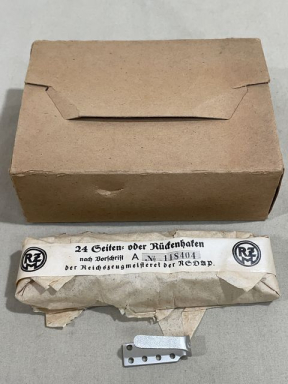 24 Seiten- oder Rückenhaken
nach Vorschrift A № 118404
der Reichszeugmeisterei der NSDAP.
RZM
RZM